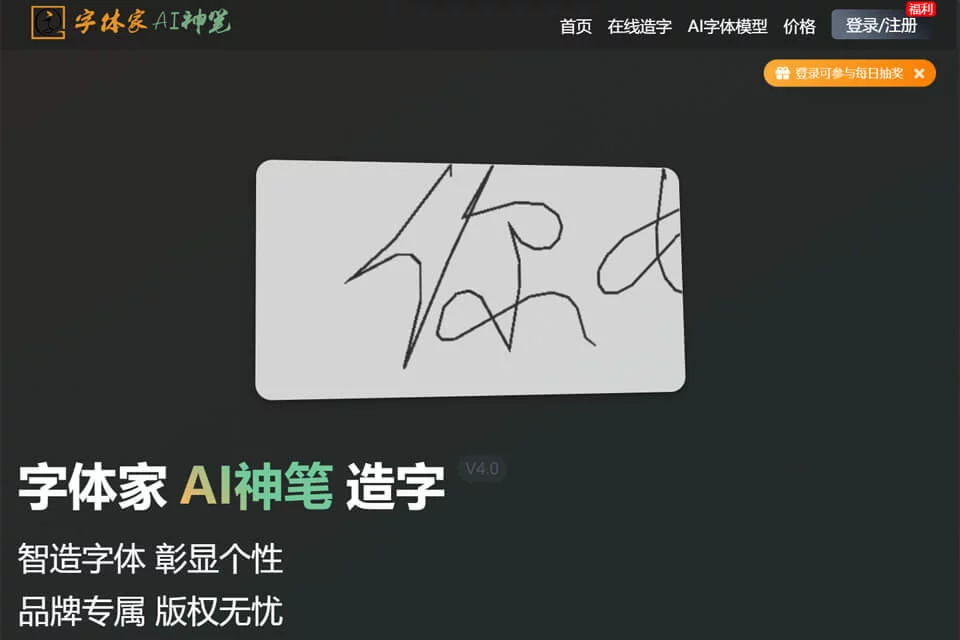 字体家AI神笔
首页 在线造字 AI字体模型 价格 登录/注册
福利
登录可参与每日抽奖
字体家 AI神笔 造字 V4.0
智造字体 彰显个性
品牌专属 版权无忧